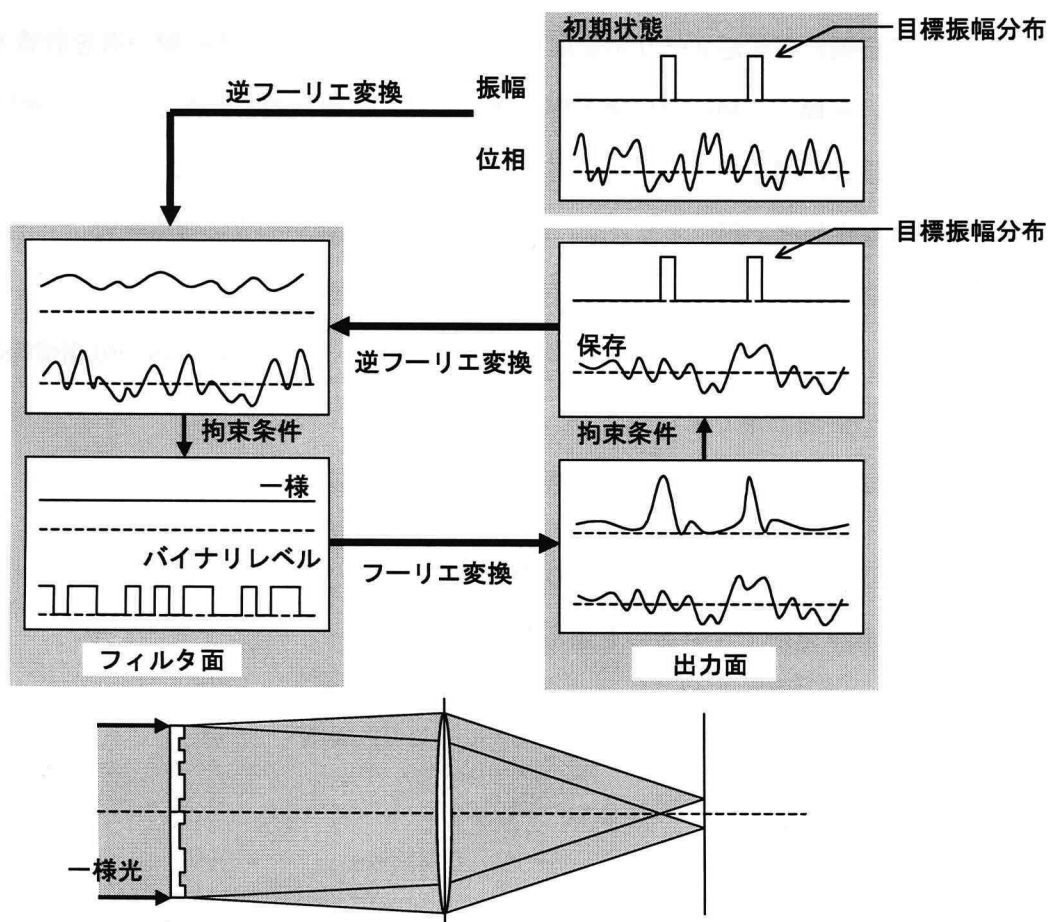 初期状態
目標振幅分布
逆フーリエ変換
振幅
位相
目標振幅分布
保存
逆フーリエ変換
拘束条件
拘束条件
一様
バイナリレベル
フーリエ変換
フィルタ面
出力面
一様光